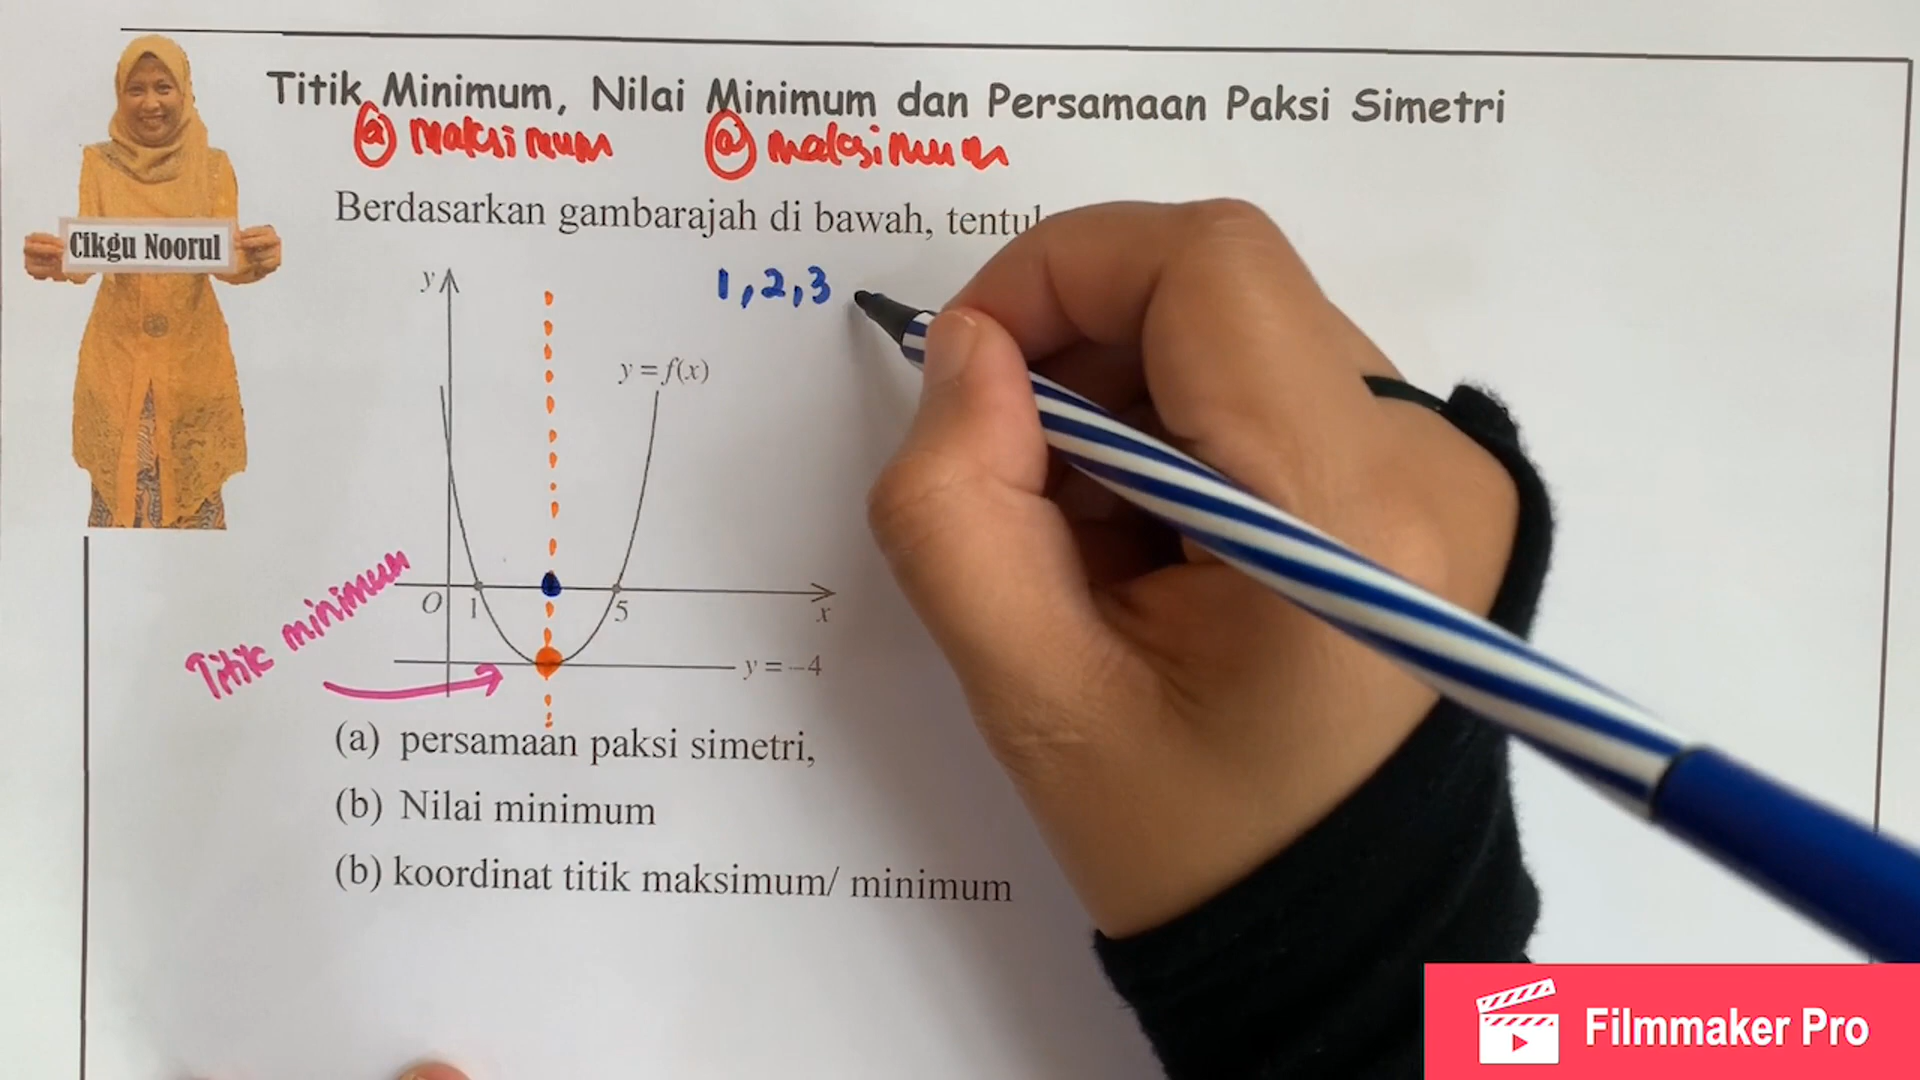 Titik Minimum, Nilai Minimum dan Persamaan Paksi Simetri
@ maksimum @ maksimum
Cikgu Noorul
Berdasarkan gambarajah di bawah,
1,2,3
y
y = f(x)
O 1 5 x
Titik minimum
y = -4
(a) persamaan paksi simetri,
(b) Nilai minimum
(b) koordinat titik maksimum/ minimum
Filmmaker Pro